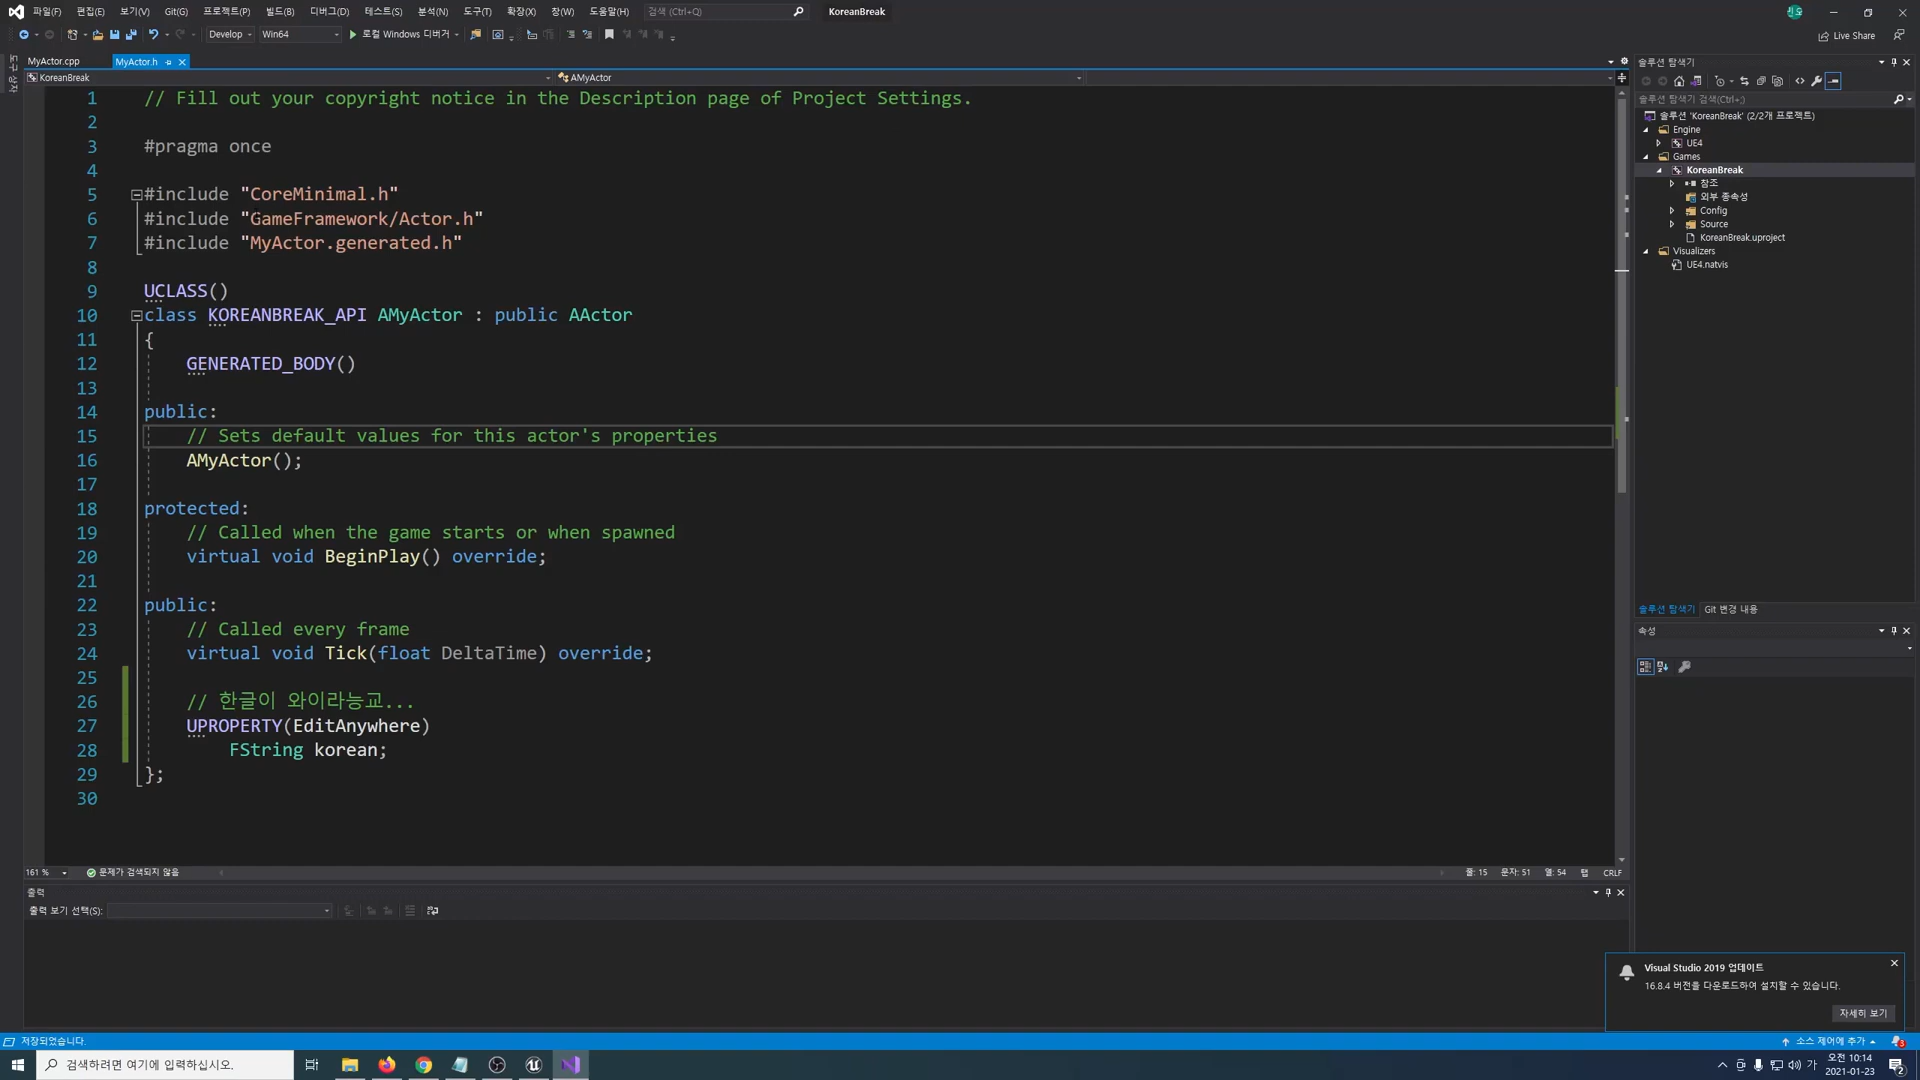 파일(F) 편집(E) 보기(V) Git(G) 프로젝트(P) 빌드(B) 디버그(D) 테스트(S) 분석(N) 도구(T) 확장(X) 창(W) 도움말(H) 검색 (Ctrl+Q) KoreanBreak 진오
Develop Win64 로컬 Windows 디버거 Live Share
MyActor.cpp MyActor.h
KoreanBreak AMyActor
1 // Fill out your copyright notice in the Description page of Project Settings.
2
3 #pragma once
4
5 #include "CoreMinimal.h"
6 #include "GameFramework/Actor.h"
7 #include "MyActor.generated.h"
8
9 UCLASS()
10 class KOREANBREAK_API AMyActor : public AActor
11 {
12 GENERATED_BODY()
13
14 public:
15 // Sets default values for this actor's properties
16 AMyActor();
17
18 protected:
19 // Called when the game starts or when spawned
20 virtual void BeginPlay() override;
21
22 public:
23 // Called every frame
24 virtual void Tick(float DeltaTime) override;
25
26 // 한글이 와이라능교...
27 UPROPERTY(EditAnywhere)
28 FString korean;
29 };
30
161 % 문제가 검색되지 않음 줄: 15 문자: 51 열: 54 탭 CRLF
출력
출력 보기 선택(S):
솔루션 탐색기
솔루션 탐색기 검색(Ctrl+;)
솔루션 'KoreanBreak' (2/2개 프로젝트)
Engine
UE4
Games
KoreanBreak
참조
외부 종속성
Config
Source
KoreanBreak.uproject
Visualizers
UE4.natvis
솔루션 탐색기 Git 변경 내용
속성
Visual Studio 2019 업데이트
16.8.4 버전을 다운로드하여 설치할 수 있습니다.
자세히 보기
저장되었습니다. 소스 제어에 추가 3
검색하려면 여기에 입력하십시오. 가 오전 10:14
2021-01-23 2